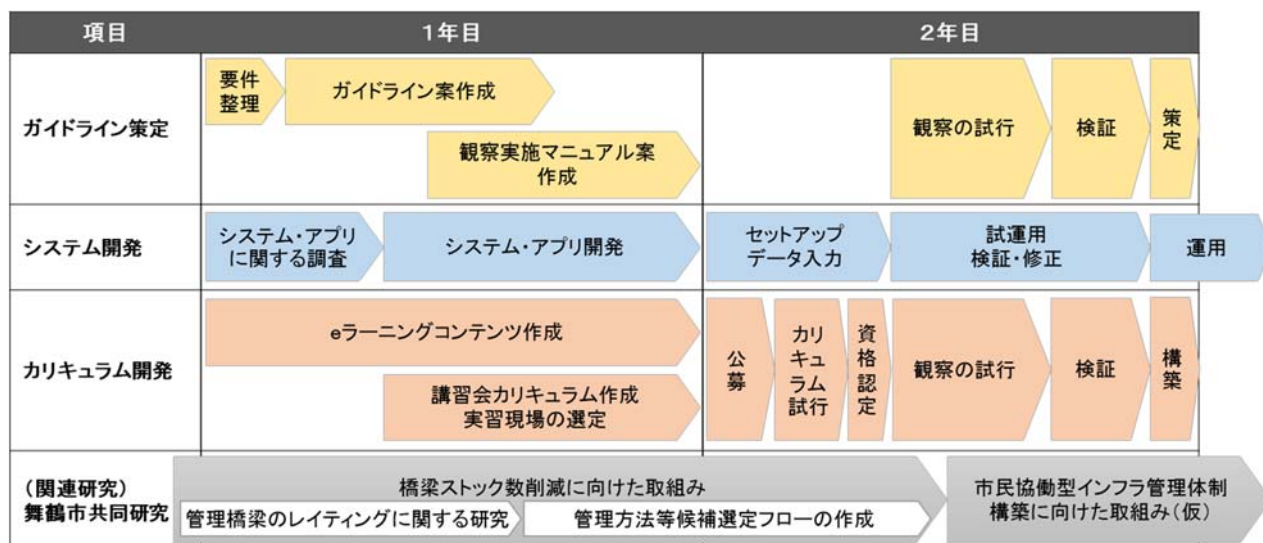 項目
1年目
2年目
ガイドライン策定
要件
整理
ガイドライン案作成
観察実施マニュアル案
作成
観察の試行
検証
策
定
システム開発
システム・アプリ
に関する調査
システム・アプリ開発
セットアップ
データ入力
試運用
検証・修正
運用
カリキュラム開発
eラーニングコンテンツ作成
講習会カリキュラム作成
実習現場の選定
公
募
カリ
キュ
ラム
試行
資
格
認
定
観察の試行
検証
構
築
(関連研究)
舞鶴市共同研究
橋梁ストック数削減に向けた取組み
管理橋梁のレイティングに関する研究
管理方法等候補選定フローの作成
市民協働型インフラ管理体制
構築に向けた取組み(仮)